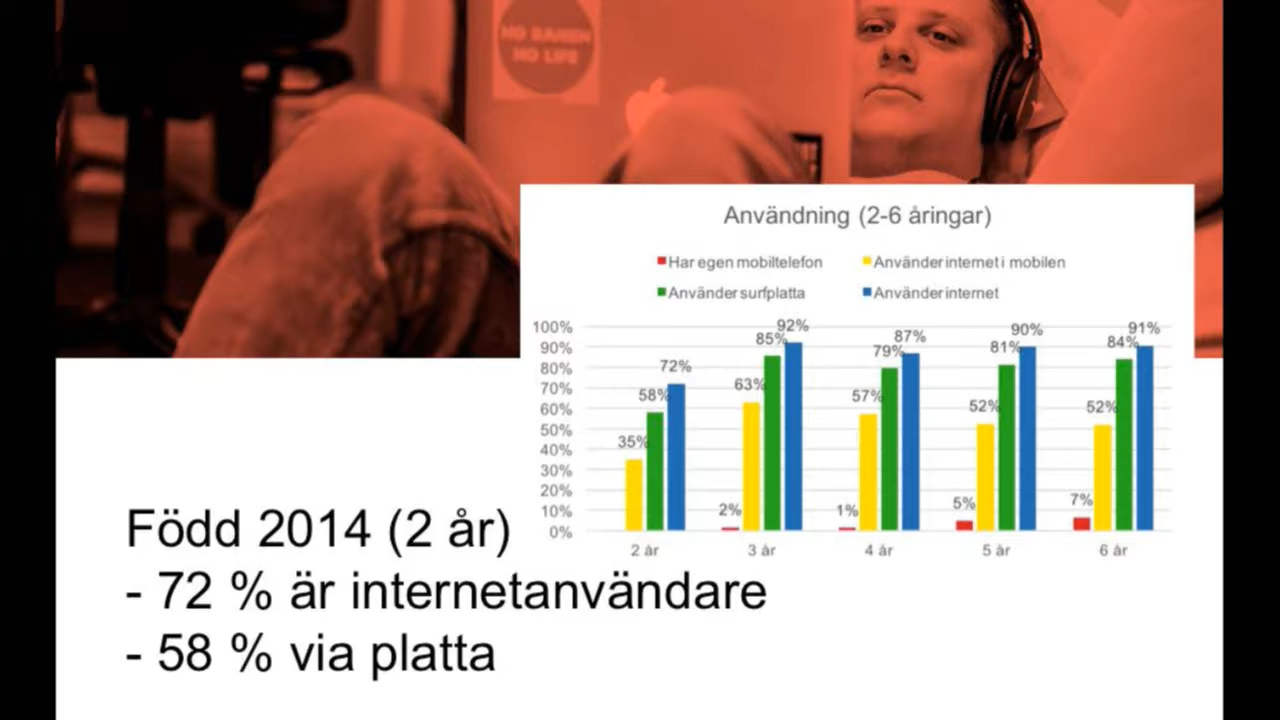 NO RAMEN
NO LIFE
Användning (2-6 åringar)
Har egen mobiltelefon
Använder internet i mobilen
Använder surfplatta
Använder internet
100%
90%
80%
70%
60%
50%
40%
30%
20%
10%
0%
35%
58%
72%
2%
63%
85%
92%
1%
57%
79%
87%
5%
52%
81%
90%
7%
52%
84%
91%
2 år
3 år
4 år
5 år
6 år
Född 2014 (2 år)
- 72 % är internetanvändare
- 58 % via platta